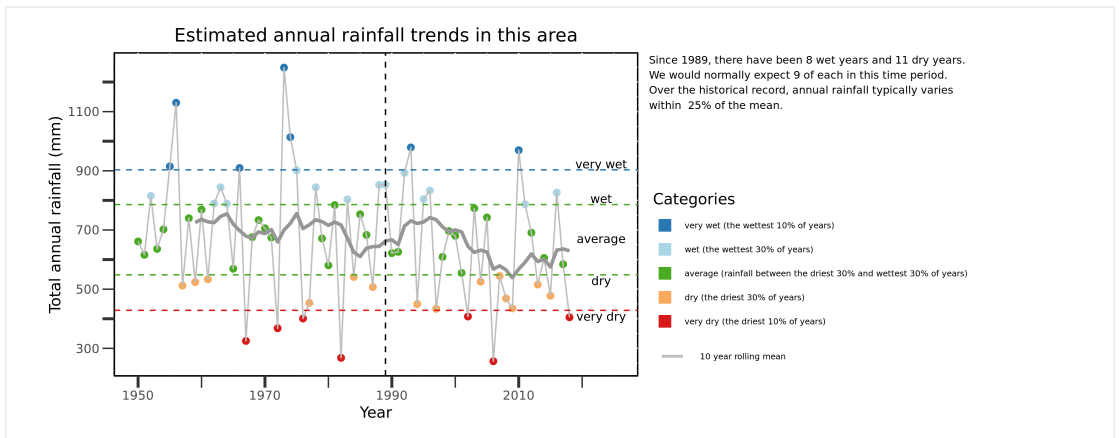 Estimated annual rainfall trends in this area
Since 1989, there have been 8 wet years and 11 dry years.
We would normally expect 9 of each in this time period.
Over the historical record, annual rainfall typically varies
within  25% of the mean.
Total annual rainfall (mm)
1100
900
700
500
300
very wet
wet
average
dry
very dry
1950
1970
1990
2010
Year
Categories
very wet (the wettest 10% of years)
wet (the wettest 30% of years)
average (rainfall between the driest 30% and wettest 30% of years)
dry (the driest 30% of years)
very dry (the driest 10% of years)
10 year rolling mean